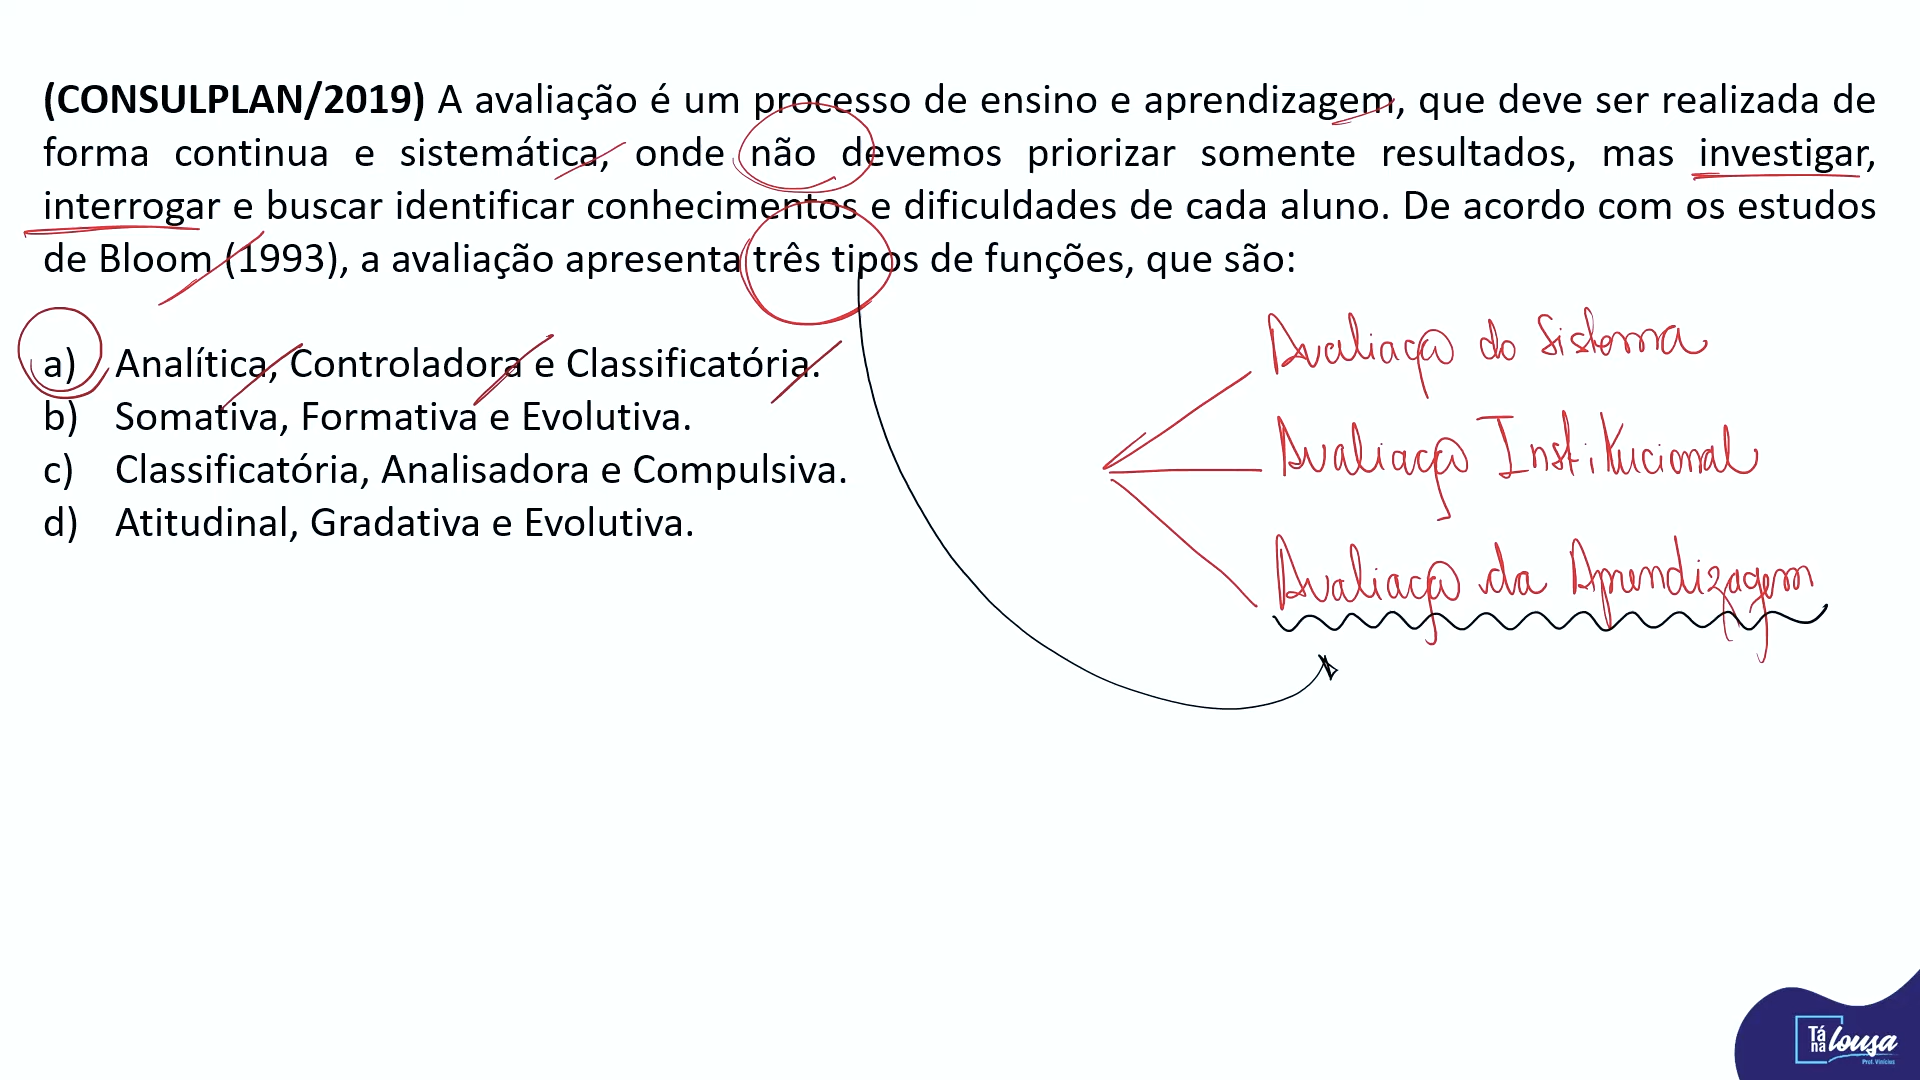 (CONSULPLAN/2019) A avaliação é um processo de ensino e aprendizagem, que deve ser realizada de
forma continua e sistemática, onde não devemos priorizar somente resultados, mas investigar,
interrogar e buscar identificar conhecimentos e dificuldades de cada aluno. De acordo com os estudos
de Bloom (1993), a avaliação apresenta três tipos de funções, que são:
a) Analítica, Controladora e Classificatória.
b) Somativa, Formativa e Evolutiva.
c) Classificatória, Analisadora e Compulsiva.
d) Atitudinal, Gradativa e Evolutiva.
Avaliação do Sistema
Avaliação Institucional
Avaliação da Aprendizagem
Tá na lousa
Prof. Vinícius